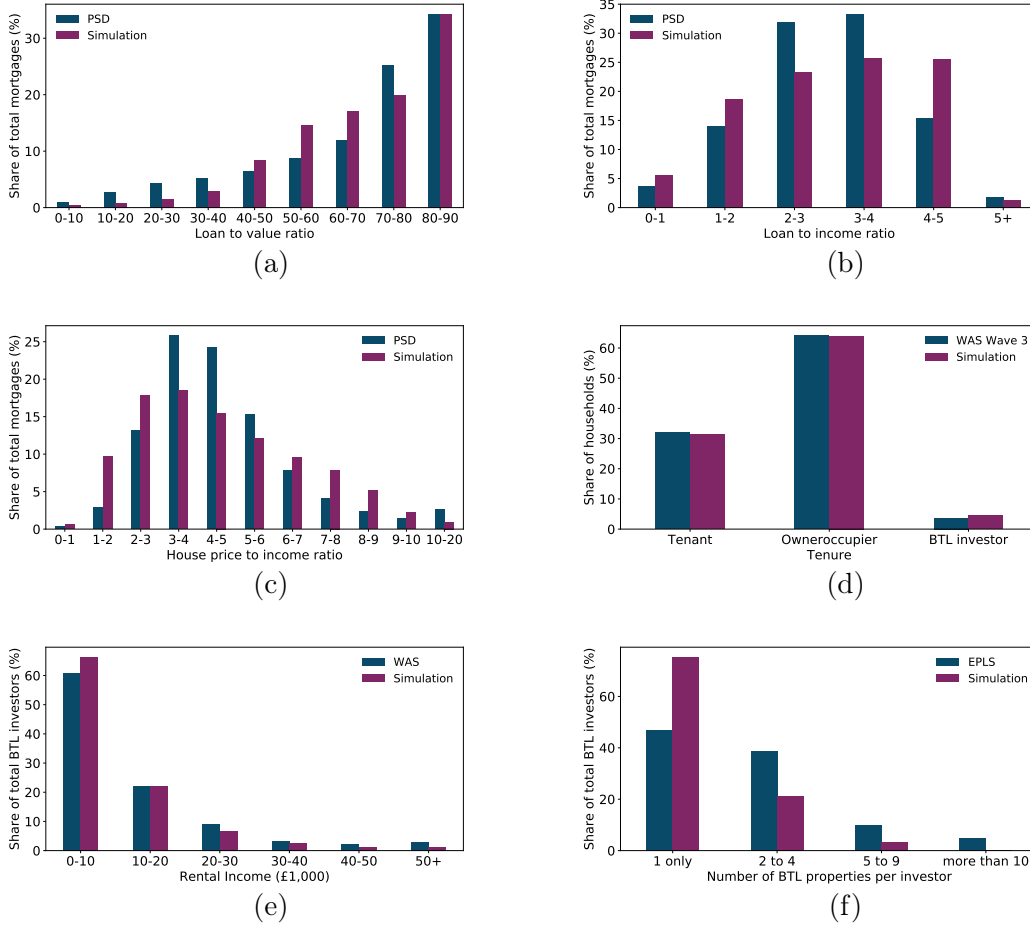 Share of total mortgages (%)
30
20
10
0
PSD
Simulation
0-10 10-20 20-30 30-40 40-50 50-60 60-70 70-80 80-90
Loan to value ratio
(a)
Share of total mortgages (%)
35
30
25
20
15
10
5
0
PSD
Simulation
0-1 1-2 2-3 3-4 4-5 5+
Loan to income ratio
(b)
Share of total mortgages (%)
25
20
15
10
5
0
PSD
Simulation
0-1 1-2 2-3 3-4 4-5 5-6 6-7 7-8 8-9 9-10 10-20
House price to income ratio
(c)
Share of households (%)
60
50
40
30
20
10
0
WAS Wave 3
Simulation
Tenant Owneroccupier BTL investor
Tenure
(d)
Share of total BTL investors (%)
60
50
40
30
20
10
0
WAS
Simulation
0-10 10-20 20-30 30-40 40-50 50+
Rental Income (£1,000)
(e)
Share of total BTL investors (%)
60
40
20
0
EPLS
Simulation
1 only 2 to 4 5 to 9 more than 10
Number of BTL properties per investor
(f)